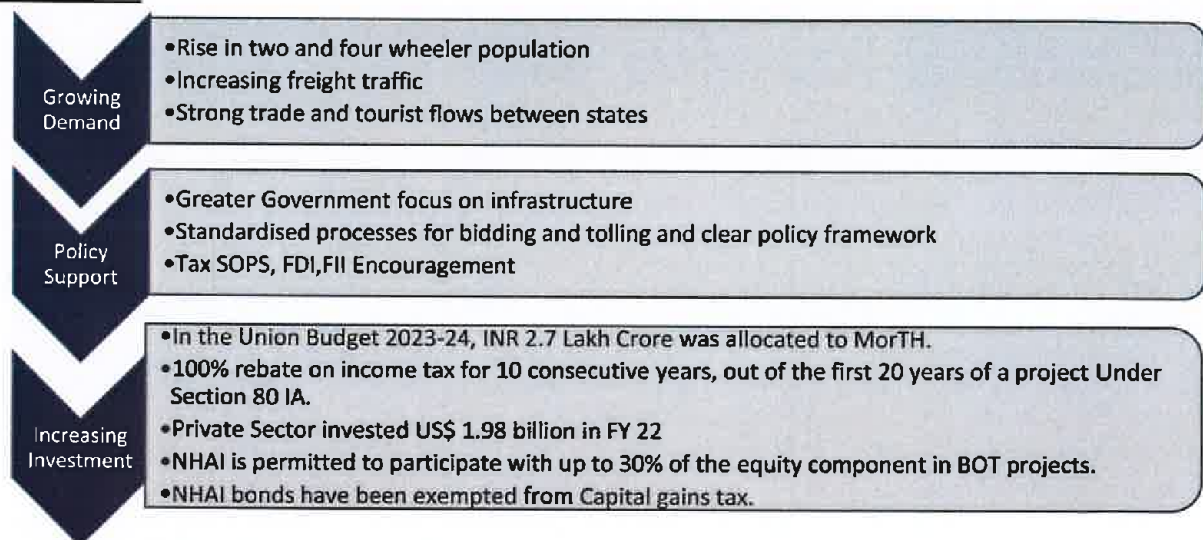 Growing
Demand
•Rise in two and four wheeler population
•Increasing freight traffic
•Strong trade and tourist flows between states
Policy
Support
•Greater Government focus on infrastructure
•Standardised processes for bidding and tolling and clear policy framework
•Tax SOPS, FDI,FII Encouragement
Increasing
Investment
•In the Union Budget 2023-24, INR 2.7 Lakh Crore was allocated to MorTH.
•100% rebate on income tax for 10 consecutive years, out of the first 20 years of a project Under
Section 80 IA.
•Private Sector invested US$ 1.98 billion in FY 22
•NHAI is permitted to participate with up to 30% of the equity component in BOT projects.
•NHAI bonds have been exempted from Capital gains tax.